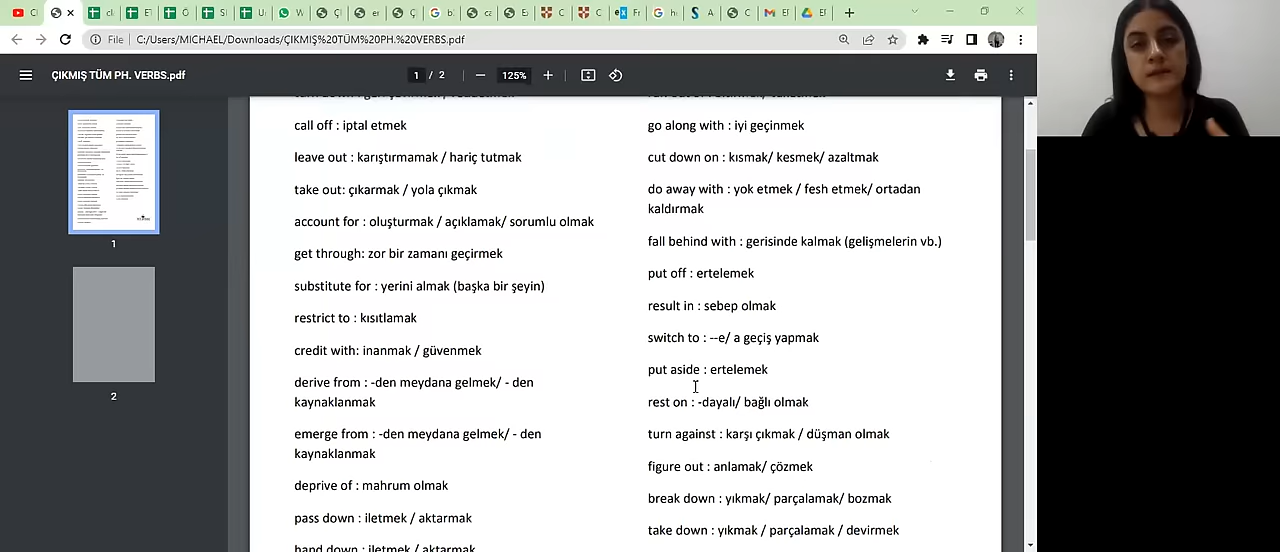 File
C:/Users/MICHAEL/Downloads/ÇIKMIŞ%20TÜM%20PH.%20VERBS.pdf
ÇIKMIŞ TÜM PH. VERBS.pdf
1 / 2
125%
1
2
call off : iptal etmek
leave out : karıştırmamak / hariç tutmak
take out: çıkarmak / yola çıkmak
account for : oluşturmak / açıklamak/ sorumlu olmak
get through: zor bir zamanı geçirmek
substitute for : yerini almak (başka bir şeyin)
restrict to : kısıtlamak
credit with: inanmak / güvenmek
derive from : -den meydana gelmek/ - den
kaynaklanmak
emerge from : -den meydana gelmek/ - den
kaynaklanmak
deprive of : mahrum olmak
pass down : iletmek / aktarmak
hand down : iletmek / aktarmak
go along with : iyi geçinmek
cut down on : kısmak/ kesmek/ azaltmak
do away with : yok etmek / fesh etmek/ ortadan
kaldırmak
fall behind with : gerisinde kalmak (gelişmelerin vb.)
put off : ertelemek
result in : sebep olmak
switch to : --e/ a geçiş yapmak
put aside : ertelemek
rest on : -dayalı/ bağlı olmak
turn against : karşı çıkmak / düşman olmak
figure out : anlamak/ çözmek
break down : yıkmak/ parçalamak/ bozmak
take down : yıkmak / parçalamak / devirmek